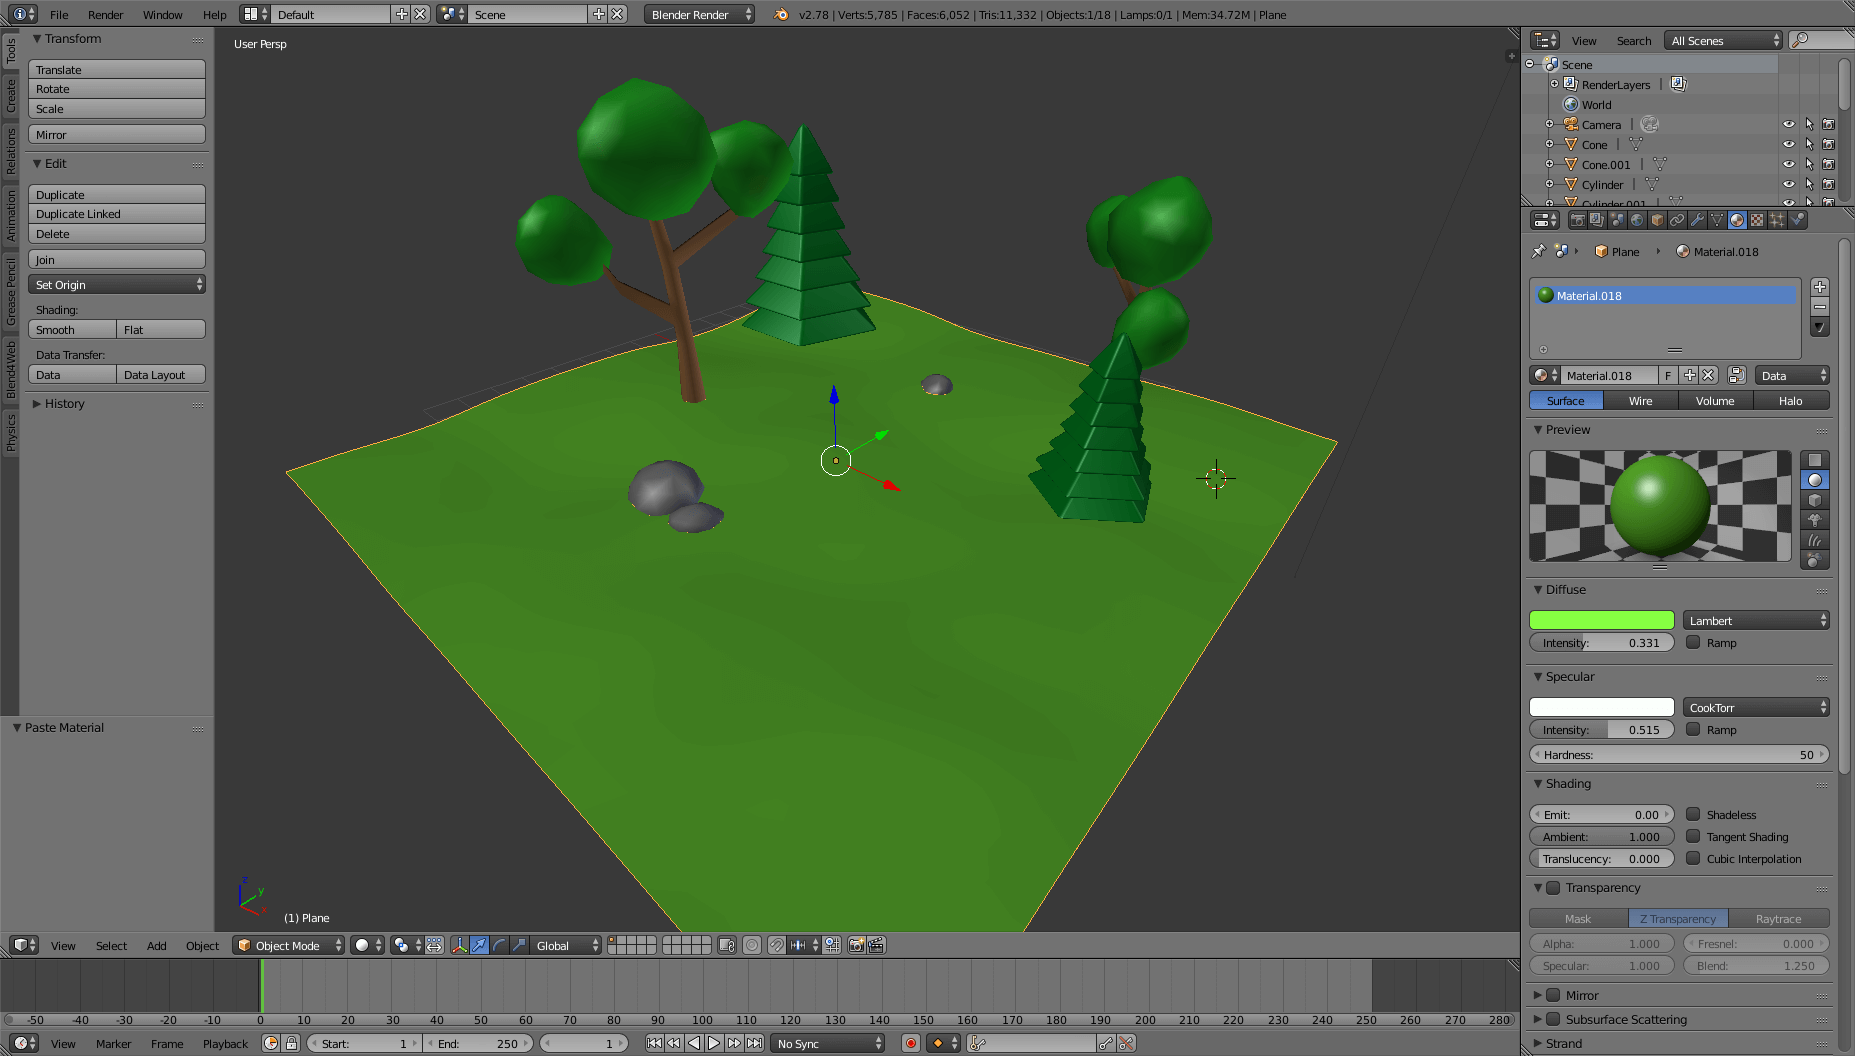 File Render Window Help Default Scene Blender Render v2.78 | Verts:5,785 | Faces:6,052 | Tris:11,332 | Objects:1/18 | Lamps:0/1 | Mem:34.72M | Plane
Tools
Create
Relations
Animation
Grease Pencil
Blend4Web
Physics
Transform
Translate
Rotate
Scale
Mirror
Edit
Duplicate
Duplicate Linked
Delete
Join
Set Origin
Shading:
Smooth Flat
Data Transfer:
Data Data Layout
History
Paste Material
User Persp
z
y
x
(1) Plane
View Select Add Object Object Mode Global
-50 -40 -30 -20 -10 0 10 20 30 40 50 60 70 80 90 100 110 120 130 140 150 160 170 180 190 200 210 220 230 240 250 260 270 280
View Marker Frame Playback Start: 1 End: 250 1 No Sync
View Search All Scenes
Scene
RenderLayers |
World
Camera |
Cone |
Cone.001 |
Cylinder |
Cylinder.001
Plane Material.018
Material.018
Material.018 F Data
Surface Wire Volume Halo
Preview
Diffuse
Lambert
Intensity: 0.331 Ramp
Specular
CookTorr
Intensity: 0.515 Ramp
Hardness: 50
Shading
Emit: 0.00 Shadeless
Ambient: 1.000 Tangent Shading
Translucency: 0.000 Cubic Interpolation
Transparency
Mask Z Transparency Raytrace
Alpha: 1.000 Fresnel: 0.000
Specular: 1.000 Blend: 1.250
Mirror
Subsurface Scattering
Strand